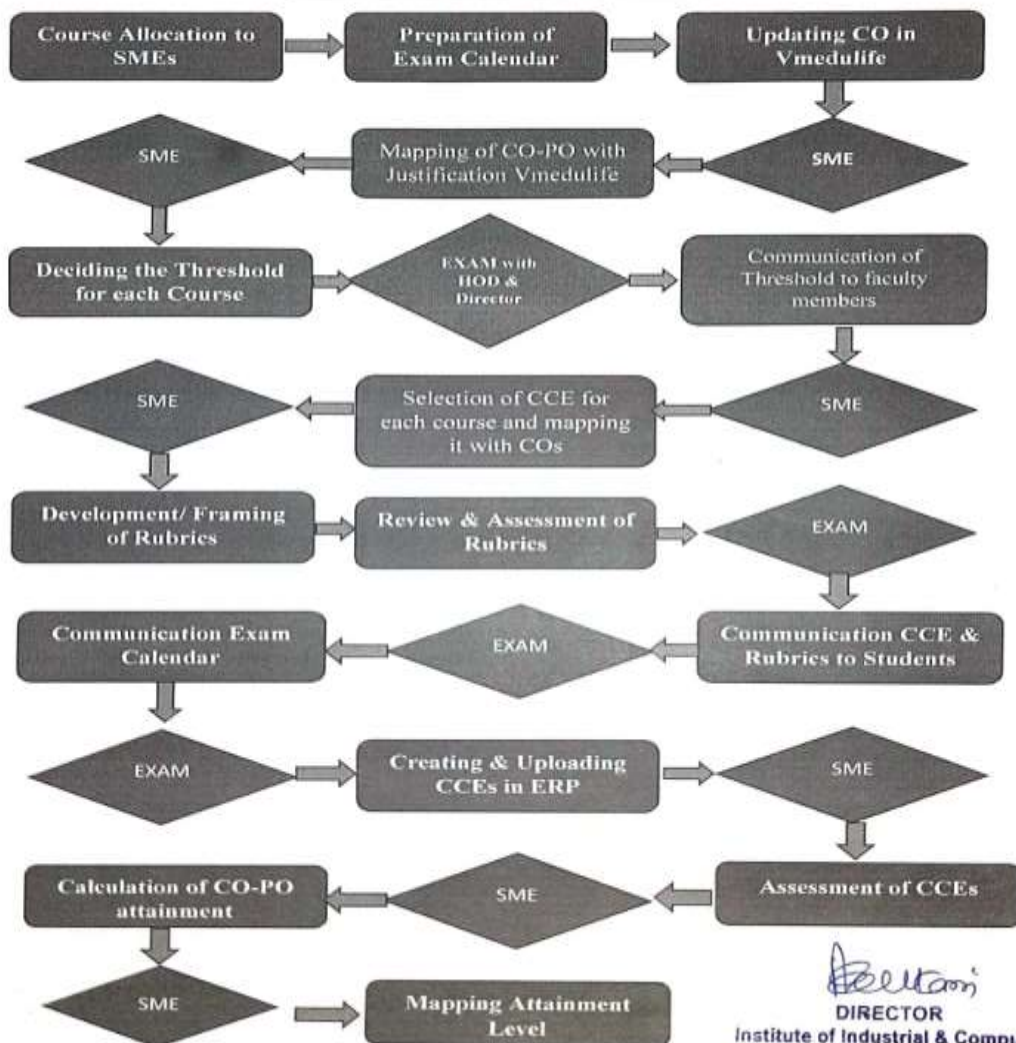 Course Allocation to
SMEs
Preparation of
Exam Calendar
Updating CO in
Vmedulife
SME
Mapping of CO-PO with
Justification Vmedulife
SME
Deciding the Threshold
for each Course
EXAM with
HOD &
Director
Communication of
Threshold to faculty
members
SME
Selection of CCE for
each course and mapping
it with COs
SME
Development/ Framing
of Rubrics
Review & Assessment of
Rubrics
EXAM
Communication CCE &
Rubrics to Students
EXAM
Communication Exam
Calendar
EXAM
Creating & Uploading
CCEs in ERP
SME
Assessment of CCEs
SME
Calculation of CO-PO
attainment
SME
Mapping Attainment
Level
DIRECTOR
Institute of Industrial & Compu